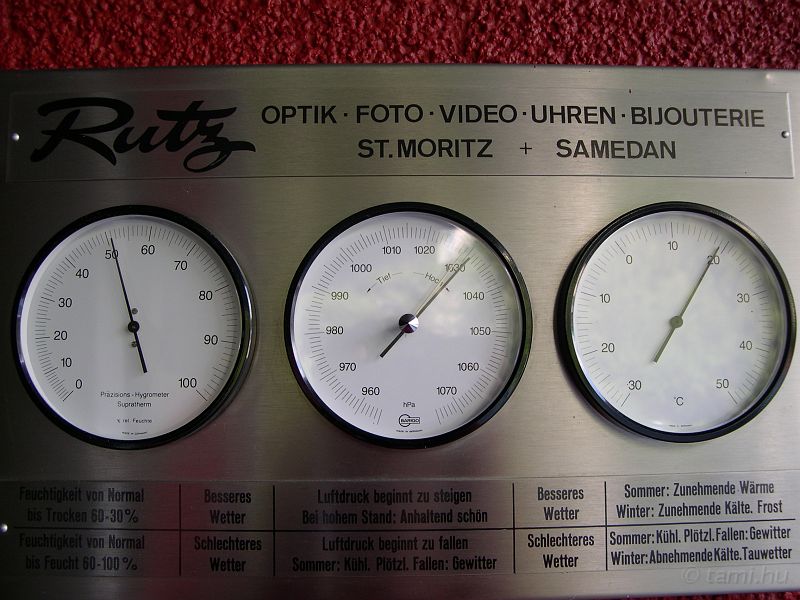 Rutz
OPTIK · FOTO · VIDEO · UHREN · BIJOUTERIE
ST. MORITZ + SAMEDAN
0 10 20 30 40 50 60 70 80 90 100
Präzisions - Hygrometer
Supratherm
% rel. Feuchte
960 970 980 990 1000 1010 1020 1030 1040 1050 1060 1070
Tief Hoch
hPa
BARIGO
30 20 10 0 10 20 30 40 50
°C
Feuchtigkeit von Normal
bis Trocken 60-30%
Besseres
Wetter
Luftdruck beginnt zu steigen
Bei hohem Stand: Anhaltend schön
Besseres
Wetter
Sommer: Zunehmende Wärme
Winter: Zunehmende Kälte. Frost
Feuchtigkeit von Normal
bis Feucht 60-100%
Schlechteres
Wetter
Luftdruck beginnt zu fallen
Sommer: Kühl. Plötzl. Fallen: Gewitter
Schlechteres
Wetter
Sommer: Kühl. Plötzl. Fallen: Gewitter
Winter: Abnehmende Kälte. Tauwetter
© tami.hu